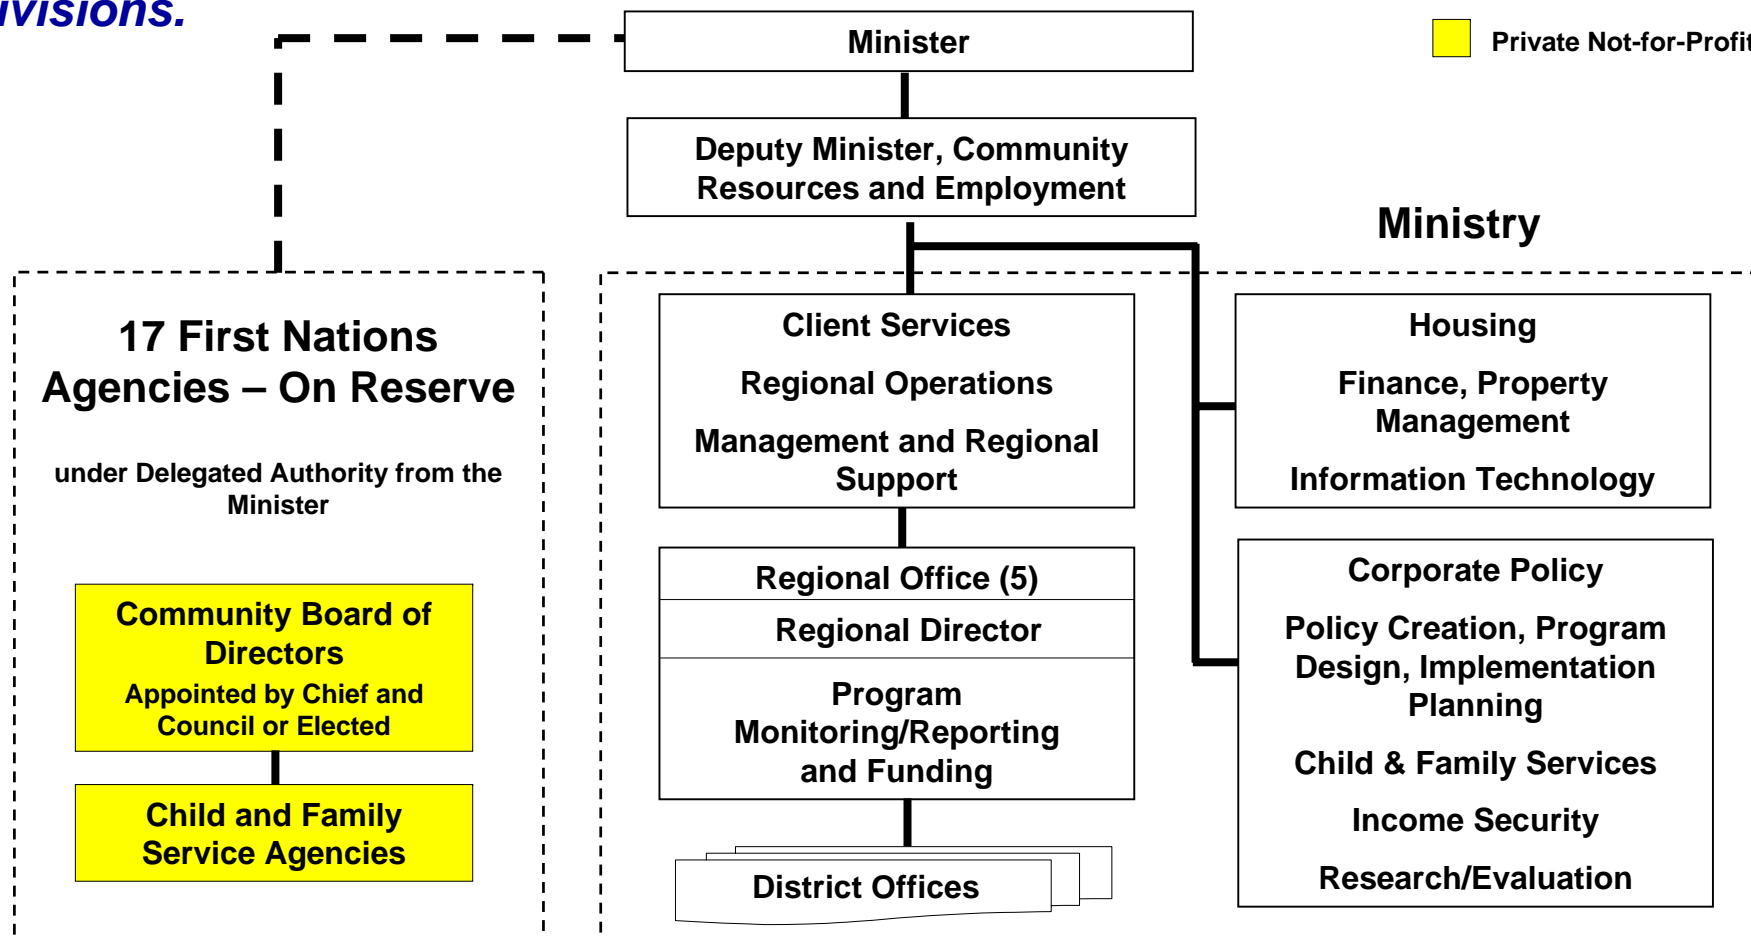 ivisions.
Minister
Private Not-for-Profit
Deputy Minister, Community
Resources and Employment
Ministry
17 First Nations
Agencies – On Reserve
under Delegated Authority from the
Minister
Community Board of
Directors
Appointed by Chief and
Council or Elected
Child and Family
Service Agencies
Client Services
Regional Operations
Management and Regional
Support
Regional Office (5)
Regional Director
Program
Monitoring/Reporting
and Funding
District Offices
Housing
Finance, Property
Management
Information Technology
Corporate Policy
Policy Creation, Program
Design, Implementation
Planning
Child & Family Services
Income Security
Research/Evaluation